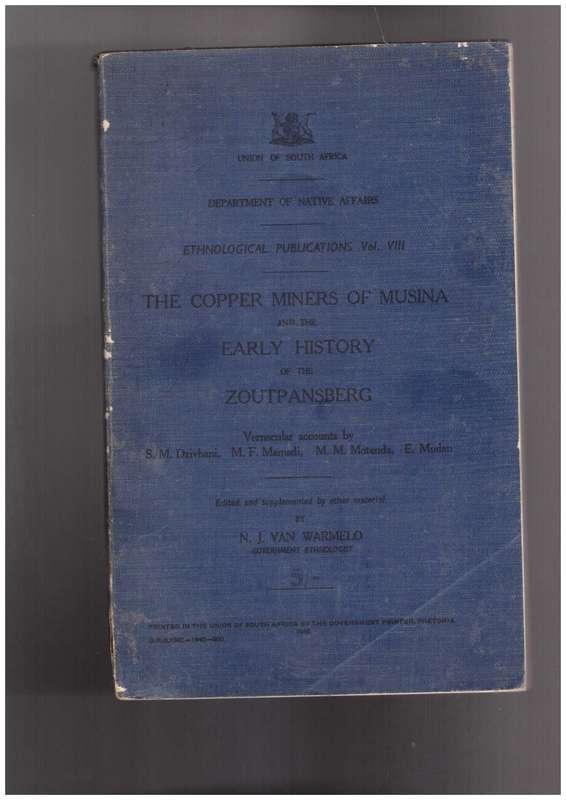 UNION OF SOUTH AFRICA
DEPARTMENT OF NATIVE AFFAIRS
ETHNOLOGICAL PUBLICATIONS Vol. VIII
THE COPPER MINERS OF MUSINA
AND THE
EARLY HISTORY
OF THE
ZOUTPANSBERG
Vernacular accounts by
S. M. Dzivhani, M. F. Mamadi, M. M. Motenda, E. Mudau
Edited and supplemented by other material
BY
N. J. VAN WARMELO
GOVERNMENT ETHNOLOGIST
5/-
PRINTED IN THE UNION OF SOUTH AFRICA BY THE GOVERNMENT PRINTER, PRETORIA
1940